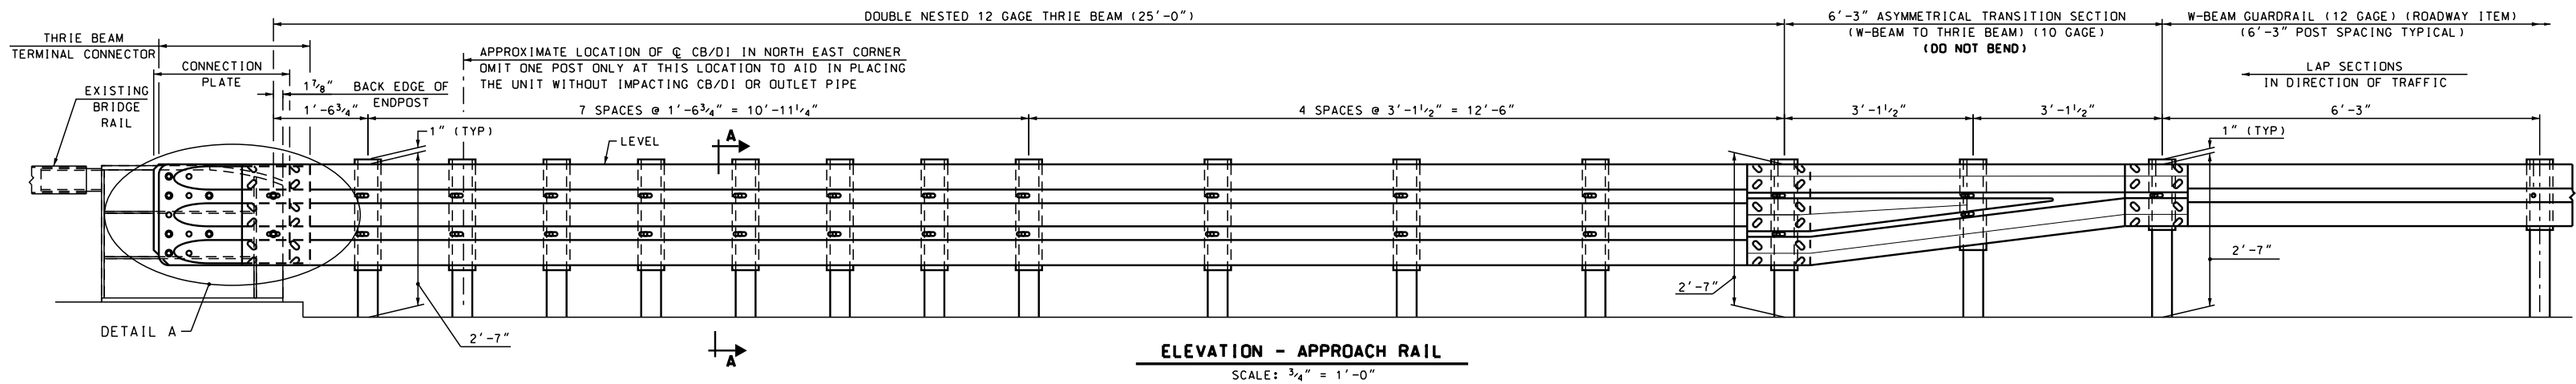 DOUBLE NESTED 12 GAGE THRIE BEAM (25'-0")
6'-3" ASYMMETRICAL TRANSITION SECTION
(W-BEAM TO THRIE BEAM) (10 GAGE)
(DO NOT BEND)
W-BEAM GUARDRAIL (12 GAGE) (ROADWAY ITEM)
(6'-3" POST SPACING TYPICAL)
THRIE BEAM
TERMINAL CONNECTOR
APPROXIMATE LOCATION OF ℄ CB/DI IN NORTH EAST CORNER
OMIT ONE POST ONLY AT THIS LOCATION TO AID IN PLACING
THE UNIT WITHOUT IMPACTING CB/DI OR OUTLET PIPE
CONNECTION
PLATE
LAP SECTIONS
IN DIRECTION OF TRAFFIC
EXISTING
BRIDGE
RAIL
1⅞"
BACK EDGE OF
ENDPOST
1'-6¾"
7 SPACES @ 1'-6¾" = 10'-11¼"
4 SPACES @ 3'-1½" = 12'-6"
3'-1½"
3'-1½"
6'-3"
1" (TYP)
LEVEL
A
1" (TYP)
2'-7"
2'-7"
DETAIL A
2'-7"
A
ELEVATION - APPROACH RAIL
SCALE: ¾" = 1'-0"